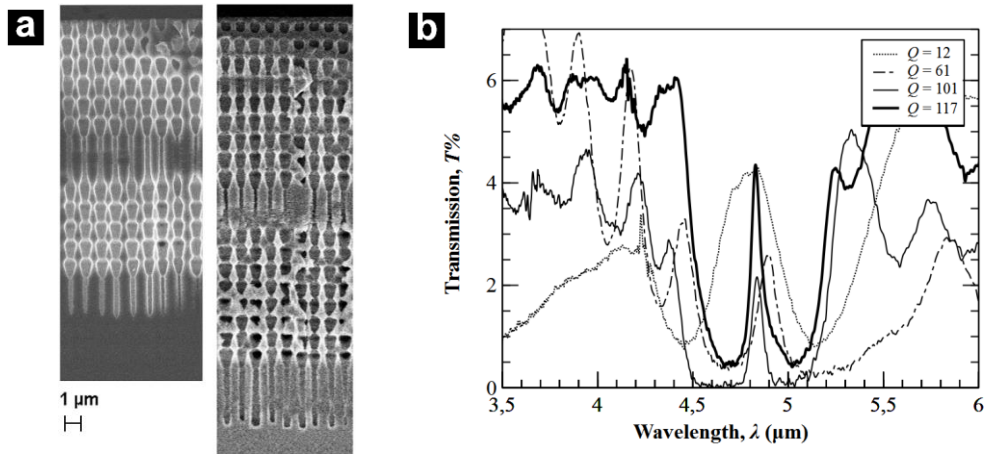 a
1 µm
b
Transmission, T%
6
4
2
0
3,5
4
4,5
5
5,5
6
Wavelength, λ (µm)
Q = 12
Q = 61
Q = 101
Q = 117